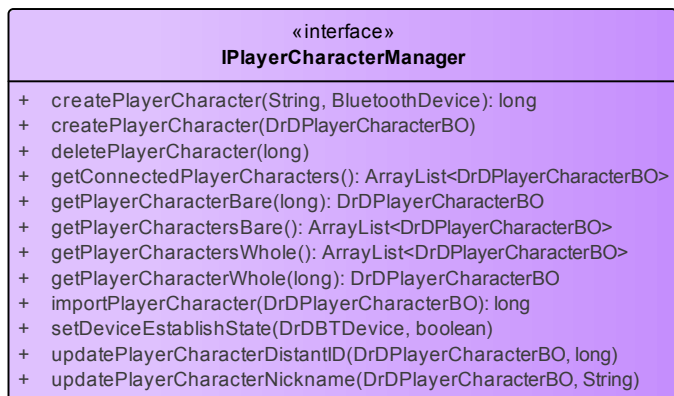 «interface»
IPlayerCharacterManager
+ createPlayerCharacter(String, BluetoothDevice): long
+ createPlayerCharacter(DrDPlayerCharacterBO)
+ deletePlayerCharacter(long)
+ getConnectedPlayerCharacters(): ArrayList<DrDPlayerCharacterBO>
+ getPlayerCharacterBare(long): DrDPlayerCharacterBO
+ getPlayerCharactersBare(): ArrayList<DrDPlayerCharacterBO>
+ getPlayerCharactersWhole(): ArrayList<DrDPlayerCharacterBO>
+ getPlayerCharacterWhole(long): DrDPlayerCharacterBO
+ importPlayerCharacter(DrDPlayerCharacterBO): long
+ setDeviceEstablishState(DrDBTDevice, boolean)
+ updatePlayerCharacterDistantID(DrDPlayerCharacterBO, long)
+ updatePlayerCharacterNickname(DrDPlayerCharacterBO, String)